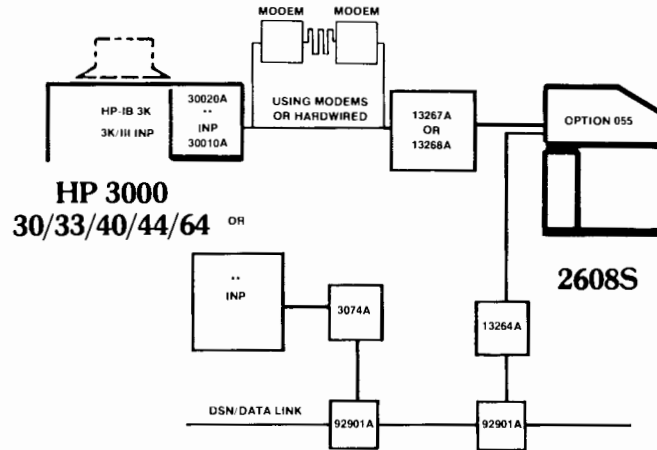 MODEM MODEM
HP-IB 3K
3K/III INP
30020A
..
INP
30010A
USING MODEMS
OR HARDWIRED
13267A
OR
13268A
OPTION 055
HP 3000
30/33/40/44/64 OR
2608S
..
INP
3074A
13264A
DSN/DATA LINK
92901A
92901A